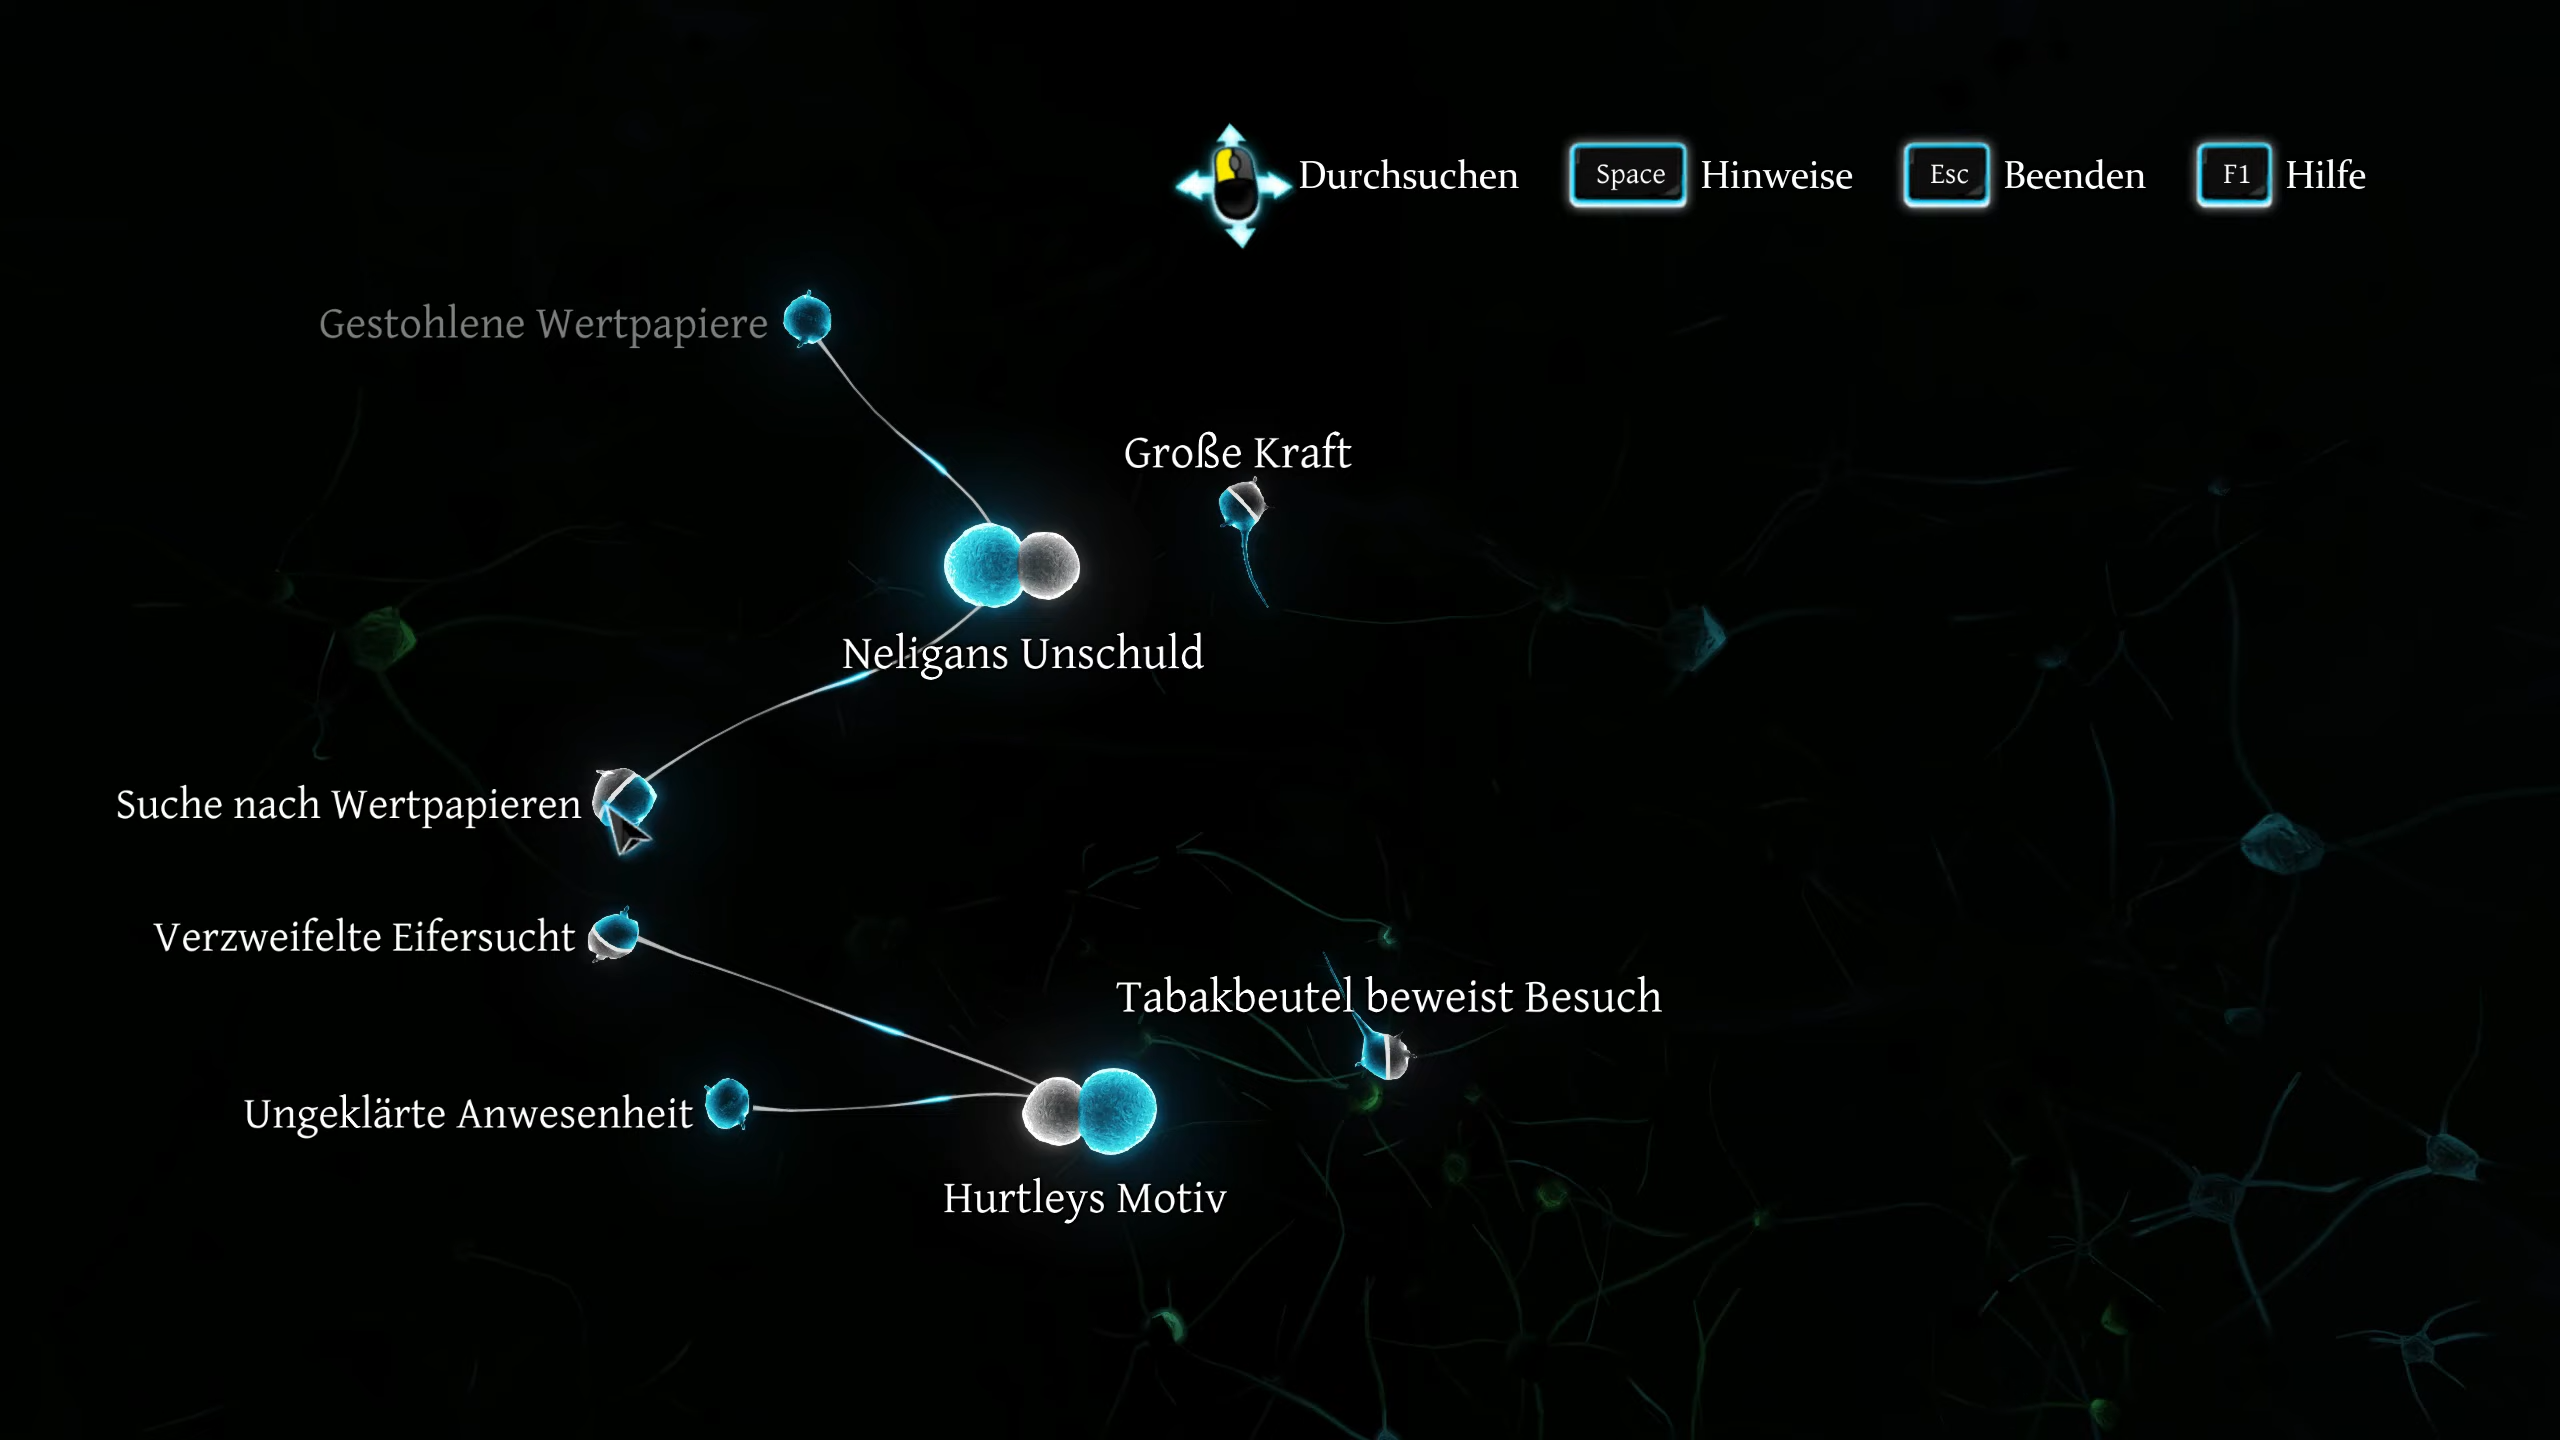 Durchsuchen
Space Hinweise
Esc Beenden
F1 Hilfe
Gestohlene Wertpapiere
Große Kraft
Neligans Unschuld
Suche nach Wertpapieren
Verzweifelte Eifersucht
Tabakbeutel beweist Besuch
Ungeklärte Anwesenheit
Hurtleys Motiv